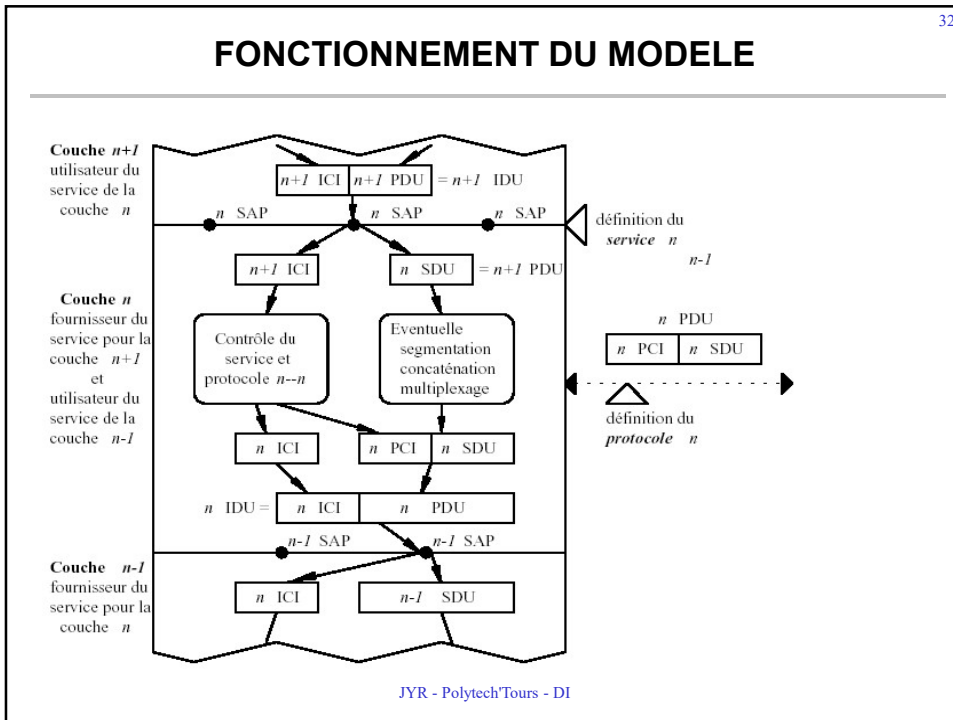 32
FONCTIONNEMENT DU MODELE
Couche n+1
utilisateur du
service de la
couche n
n+1 ICI n+1 PDU = n+1 IDU
n SAP n SAP n SAP
définition du
service n
n-1
n+1 ICI n SDU = n+1 PDU
Couche n
fournisseur du
service pour la
couche n+1
et
utilisateur du
service de la
couche n-1
Contrôle du
service et
protocole n--n
Eventuelle
segmentation
concaténation
multiplexage
n PDU
n PCI n SDU
définition du
protocole n
n ICI n PCI n SDU
n IDU = n ICI n PDU
n-1 SAP n-1 SAP
Couche n-1
fournisseur du
service pour la
couche n
n ICI n-1 SDU
JYR - Polytech'Tours - DI